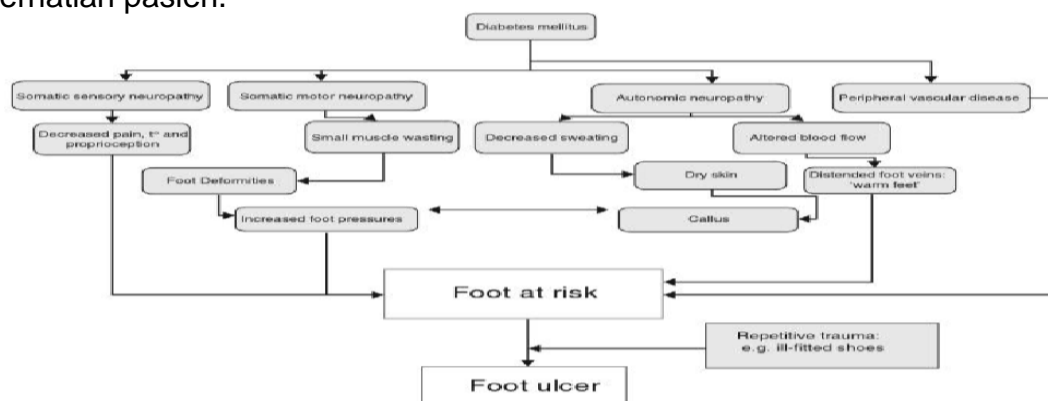 ematian pasien.
Diabetes mellitus
Somatic sensory neuropathy
Somatic motor neuropathy
Autonomic neuropathy
Peripheral vascular disease
Decreased pain, t° and
proprioception
Small muscle wasting
Decreased sweating
Altered blood flow
Foot Deformities
Dry skin
Distended foot veins:
'warm feet'
Increased foot pressures
Callus
Foot at risk
Repetitive trauma:
e.g. ill-fitted shoes
Foot ulcer